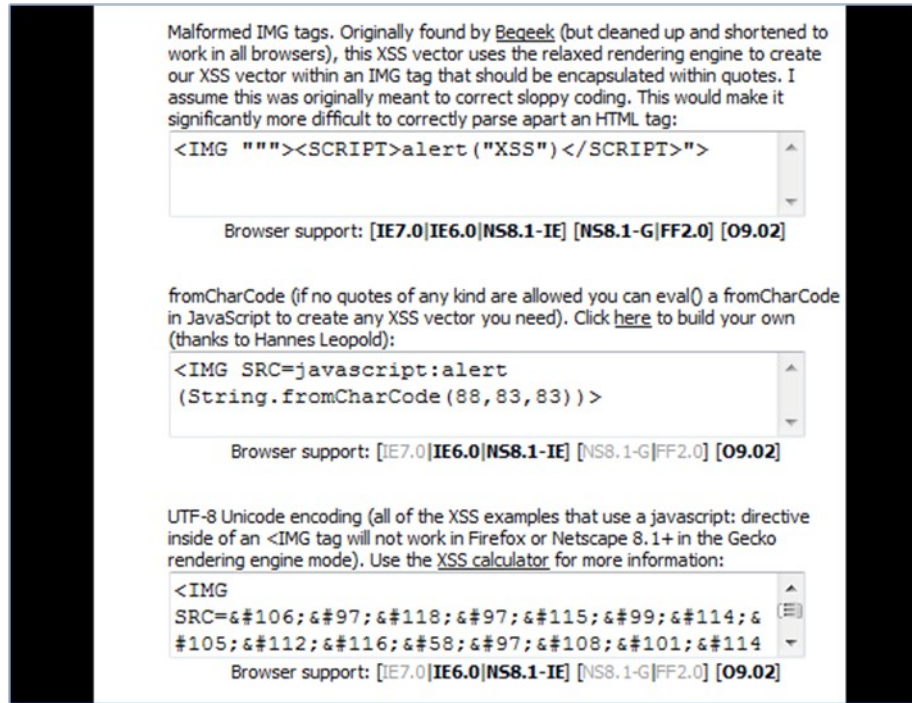 Malformed IMG tags. Originally found by Begeek (but cleaned up and shortened to
work in all browsers), this XSS vector uses the relaxed rendering engine to create
our XSS vector within an IMG tag that should be encapsulated within quotes. I
assume this was originally meant to correct sloppy coding. This would make it
significantly more difficult to correctly parse apart an HTML tag:
<IMG """><SCRIPT>alert("XSS")</SCRIPT>">
Browser support: [IE7.0|IE6.0|NS8.1-IE] [NS8.1-G|FF2.0] [O9.02]
fromCharCode (if no quotes of any kind are allowed you can eval() a fromCharCode
in JavaScript to create any XSS vector you need). Click here to build your own
(thanks to Hannes Leopold):
<IMG SRC=javascript:alert
(String.fromCharCode(88,83,83))>
Browser support: [IE7.0|IE6.0|NS8.1-IE] [NS8.1-G|FF2.0] [O9.02]
UTF-8 Unicode encoding (all of the XSS examples that use a javascript: directive
inside of an <IMG tag will not work in Firefox or Netscape 8.1+ in the Gecko
rendering engine mode). Use the XSS calculator for more information:
<IMG
SRC=&#106;&#97;&#118;&#97;&#115;&#99;&#114;&
#105;&#112;&#116;&#58;&#97;&#108;&#101;&#114
Browser support: [IE7.0|IE6.0|NS8.1-IE] [NS8.1-G|FF2.0] [O9.02]